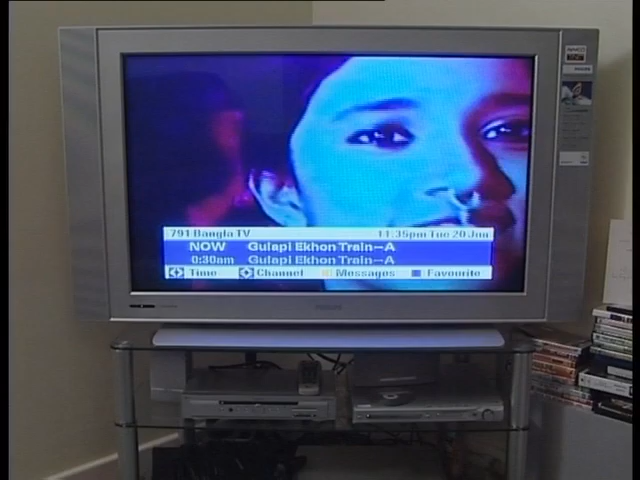 791 Bangla TV 11:35pm Tue 20 Jun
NOW Gulapi Ekhon Train-A
0:30am Gulapi Ekhon Train-A
Time Channel Messages Favourite
PHILIPS